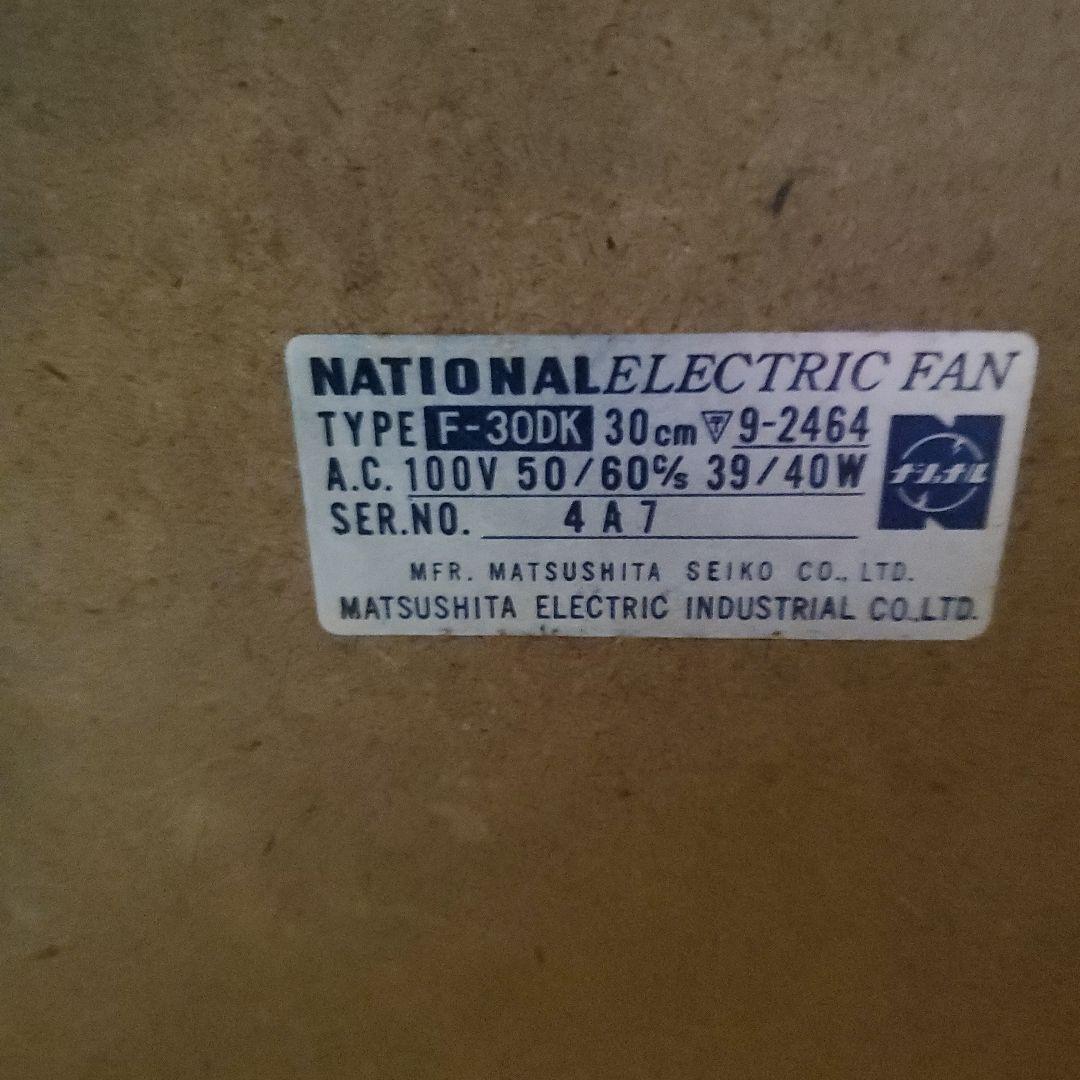 NATIONAL ELECTRIC FAN
TYPE F-30DK 30cm 〒 9-2464
A.C. 100V 50/60c/s 39/40W
ナショナル
SER.NO. 4A7
MFR. MATSUSHITA SEIKO CO., LTD.
MATSUSHITA ELECTRIC INDUSTRIAL CO.,LTD.